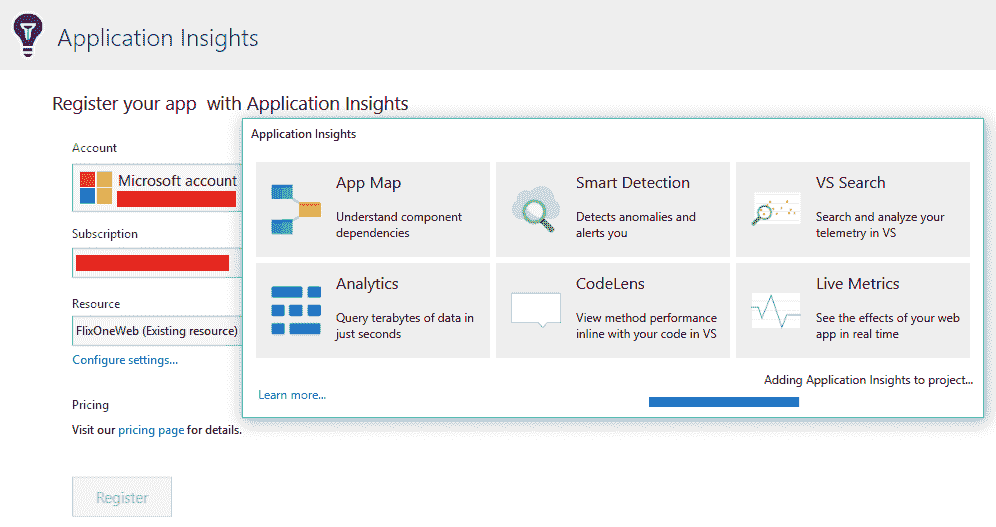 Application Insights
Register your app with Application Insights
Account
Microsoft account
Subscription
Resource
FlixOneWeb (Existing resource)
Configure settings...
Pricing
Visit our pricing page for details.
Register
Application Insights
App Map
Understand component
dependencies
Smart Detection
Detects anomalies and
alerts you
VS Search
Search and analyze your
telemetry in VS
Analytics
Query terabytes of data in
just seconds
CodeLens
View method performance
inline with your code in VS
Live Metrics
See the effects of your web
app in real time
Adding Application Insights to project...
Learn more...